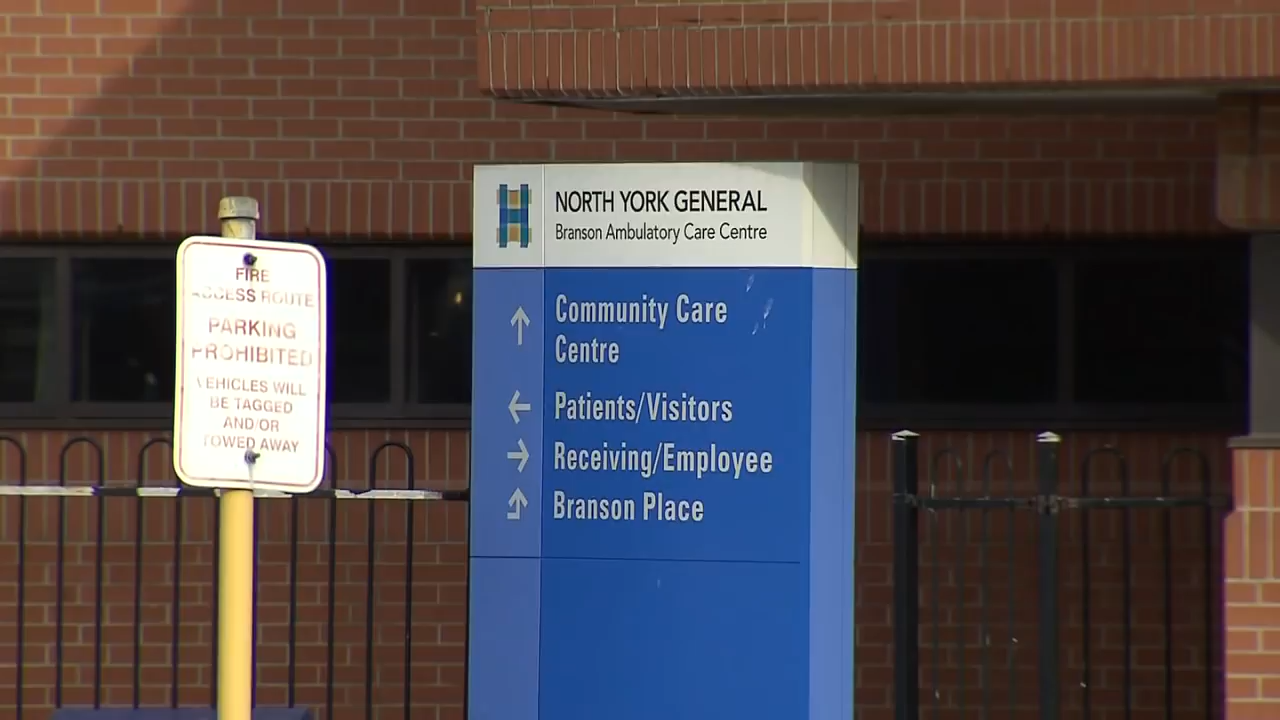 FIRE
ACCESS ROUTE
PARKING
PROHIBITED
VEHICLES WILL
BE TAGGED
AND/OR
TOWED AWAY
NORTH YORK GENERAL
Branson Ambulatory Care Centre
Community Care
Centre
Patients/Visitors
Receiving/Employee
Branson Place